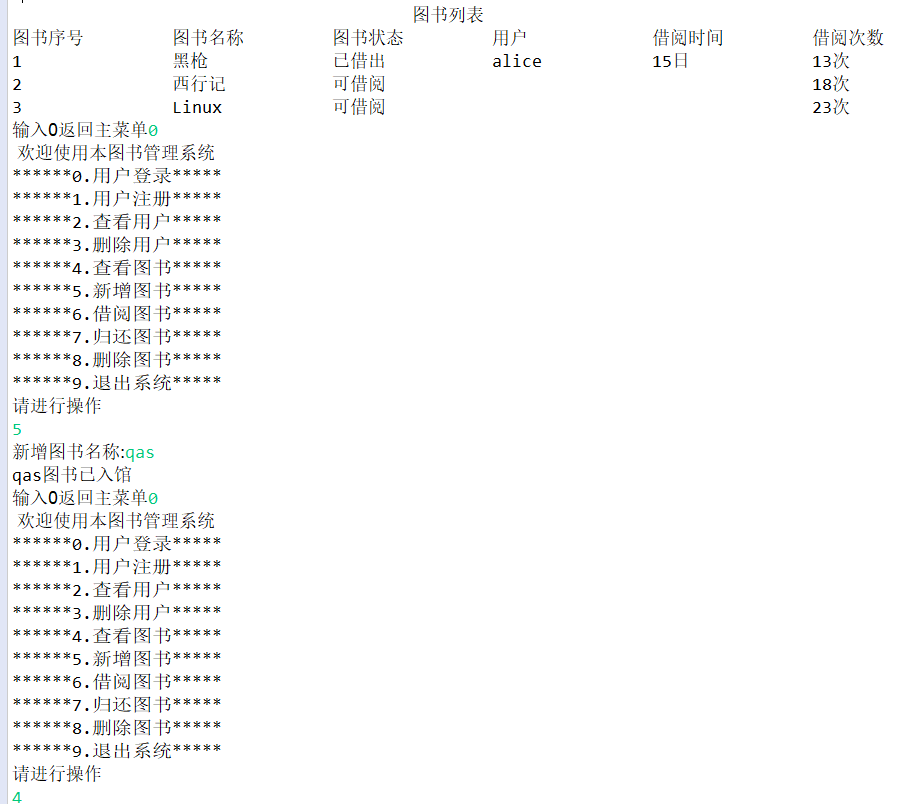 图书列表
图书序号 图书名称 图书状态 用户 借阅时间 借阅次数
1 黑枪 已借出 alice 15日 13次
2 西行记 可借阅 18次
3 Linux 可借阅 23次
输入0返回主菜单0
欢迎使用本图书管理系统
******0.用户登录*****
******1.用户注册*****
******2.查看用户*****
******3.删除用户*****
******4.查看图书*****
******5.新增图书*****
******6.借阅图书*****
******7.归还图书*****
******8.删除图书*****
******9.退出系统*****
请进行操作
5
新增图书名称:qas
qas图书已入馆
输入0返回主菜单0
欢迎使用本图书管理系统
******0.用户登录*****
******1.用户注册*****
******2.查看用户*****
******3.删除用户*****
******4.查看图书*****
******5.新增图书*****
******6.借阅图书*****
******7.归还图书*****
******8.删除图书*****
******9.退出系统*****
请进行操作
4